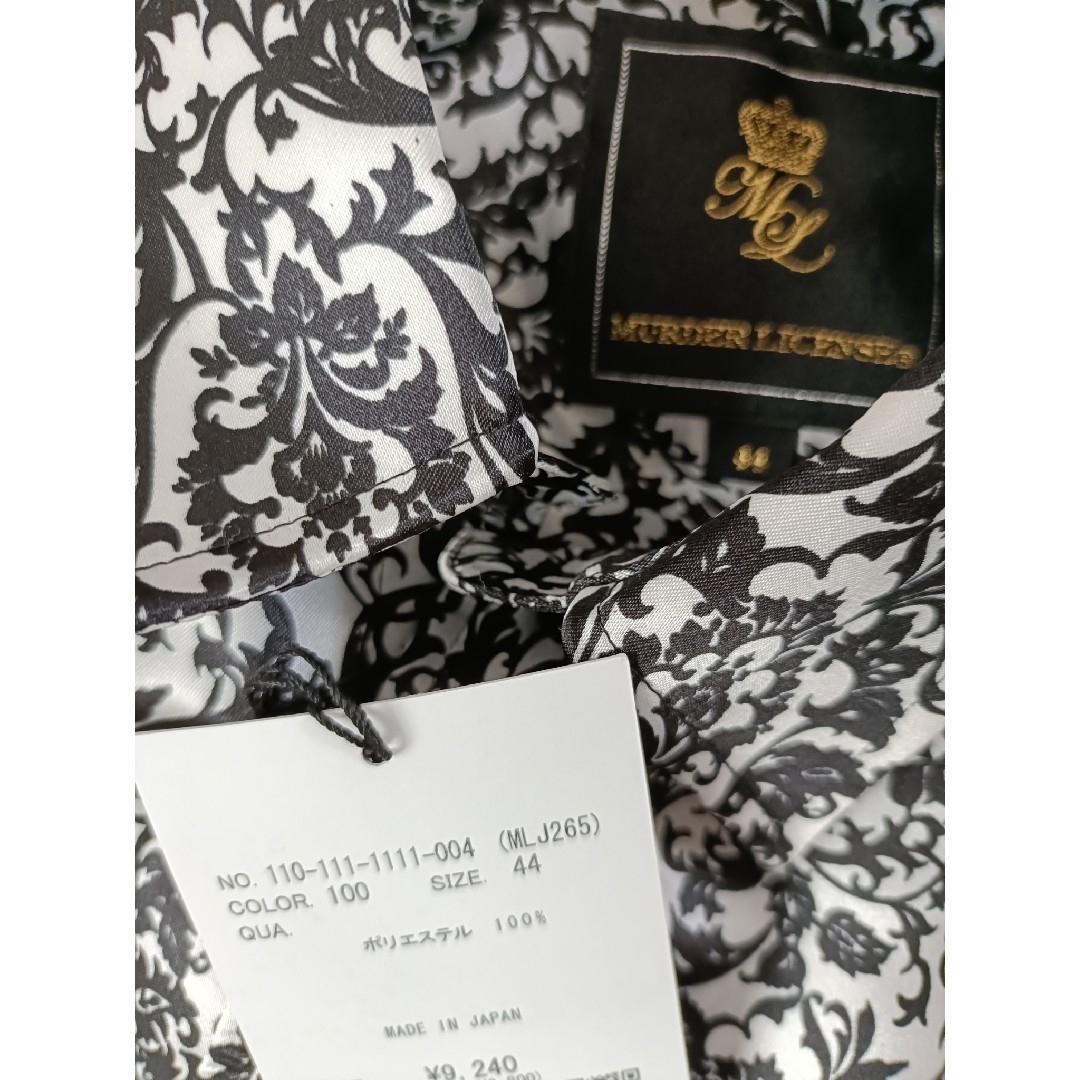 ML
MURDER LICENSE
44
NO. 110-111-1111-004 (MLJ265)
COLOR. 100 SIZE. 44
QUA.
ポリエステル 100%
MADE IN JAPAN
¥9,240